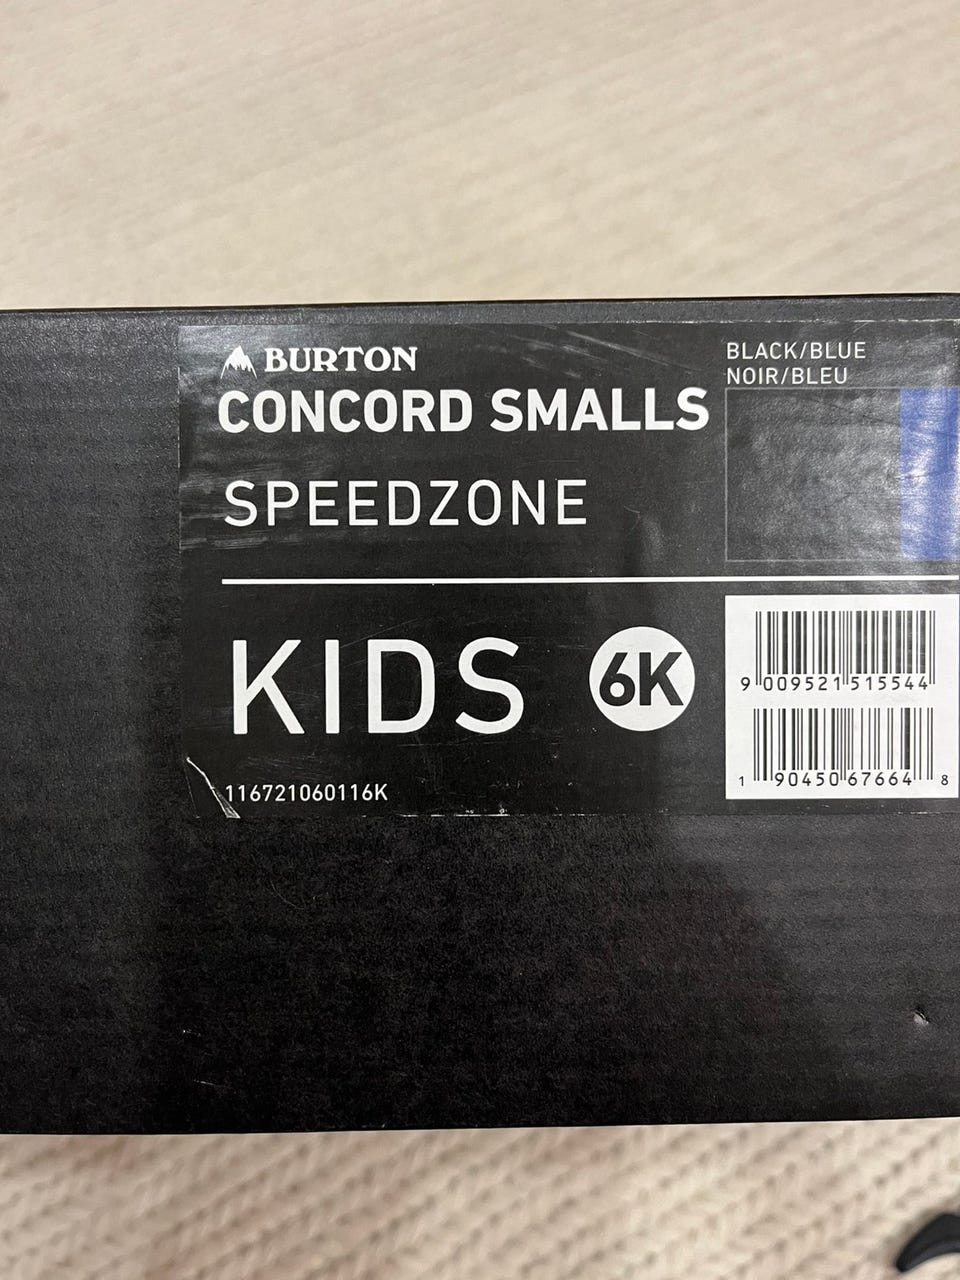 BURTON
CONCORD SMALLS
SPEEDZONE
BLACK/BLUE
NOIR/BLEU
KIDS 6K
9 009521 515544
1 90450 67664 8
116721060116K